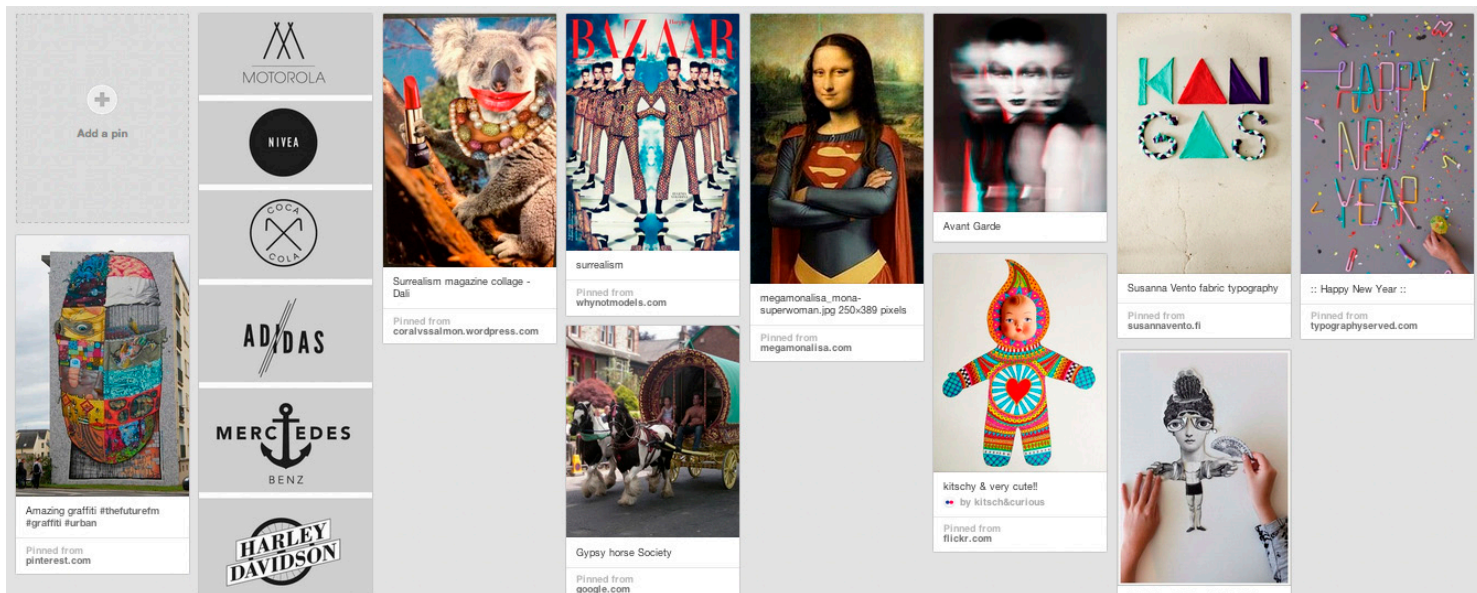 Add a pin
Amazing graffiti #thefuturefm
#graffiti #urban
Pinned from
pinterest.com
MOTOROLA
NIVEA
COCA
COLA
ADIDAS
MERCEDES
BENZ
HARLEY
DAVIDSON
Surrealism magazine collage -
Dali
Pinned from
coralvssalmon.wordpress.com
BAZAAR
surrealism
Pinned from
whynotmodels.com
Gypsy horse Society
Pinned from
google.com
megamonalisa_mona-
superwoman.jpg 250×389 pixels
Pinned from
megamonalisa.com
Avant Garde
kitschy & very cute!!
by kitsch&curious
Pinned from
flickr.com
KAN
GAS
Susanna Vento fabric typography
Pinned from
susannavento.fi
HAPPY
NEW
YEAR
:: Happy New Year ::
Pinned from
typographyserved.com